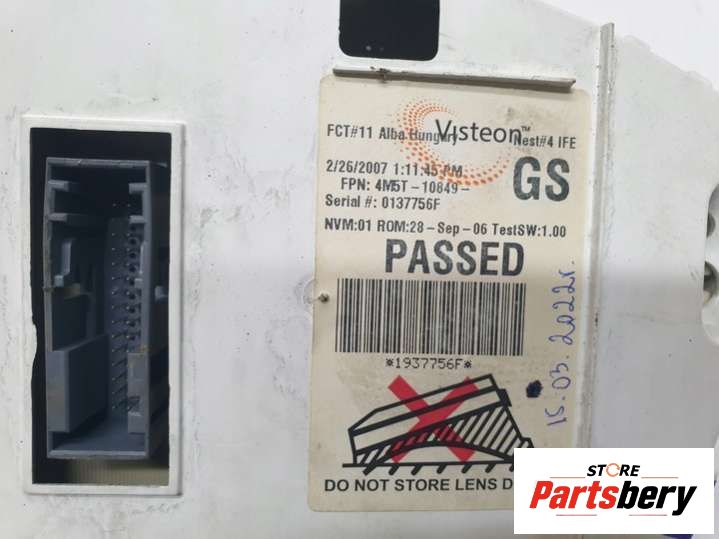 Visteon™
FCT#11 Alba Hungary Nest#4 IFE
2/26/2007 1:11:45 PM
FPN: 4M5T-10849- GS
Serial #: 0137756F
NVM:01 ROM:28-Sep-06 TestSW:1.00
PASSED
*1937756F*
DO NOT STORE LENS D
15.03.2022г.
STORE
Partsbery